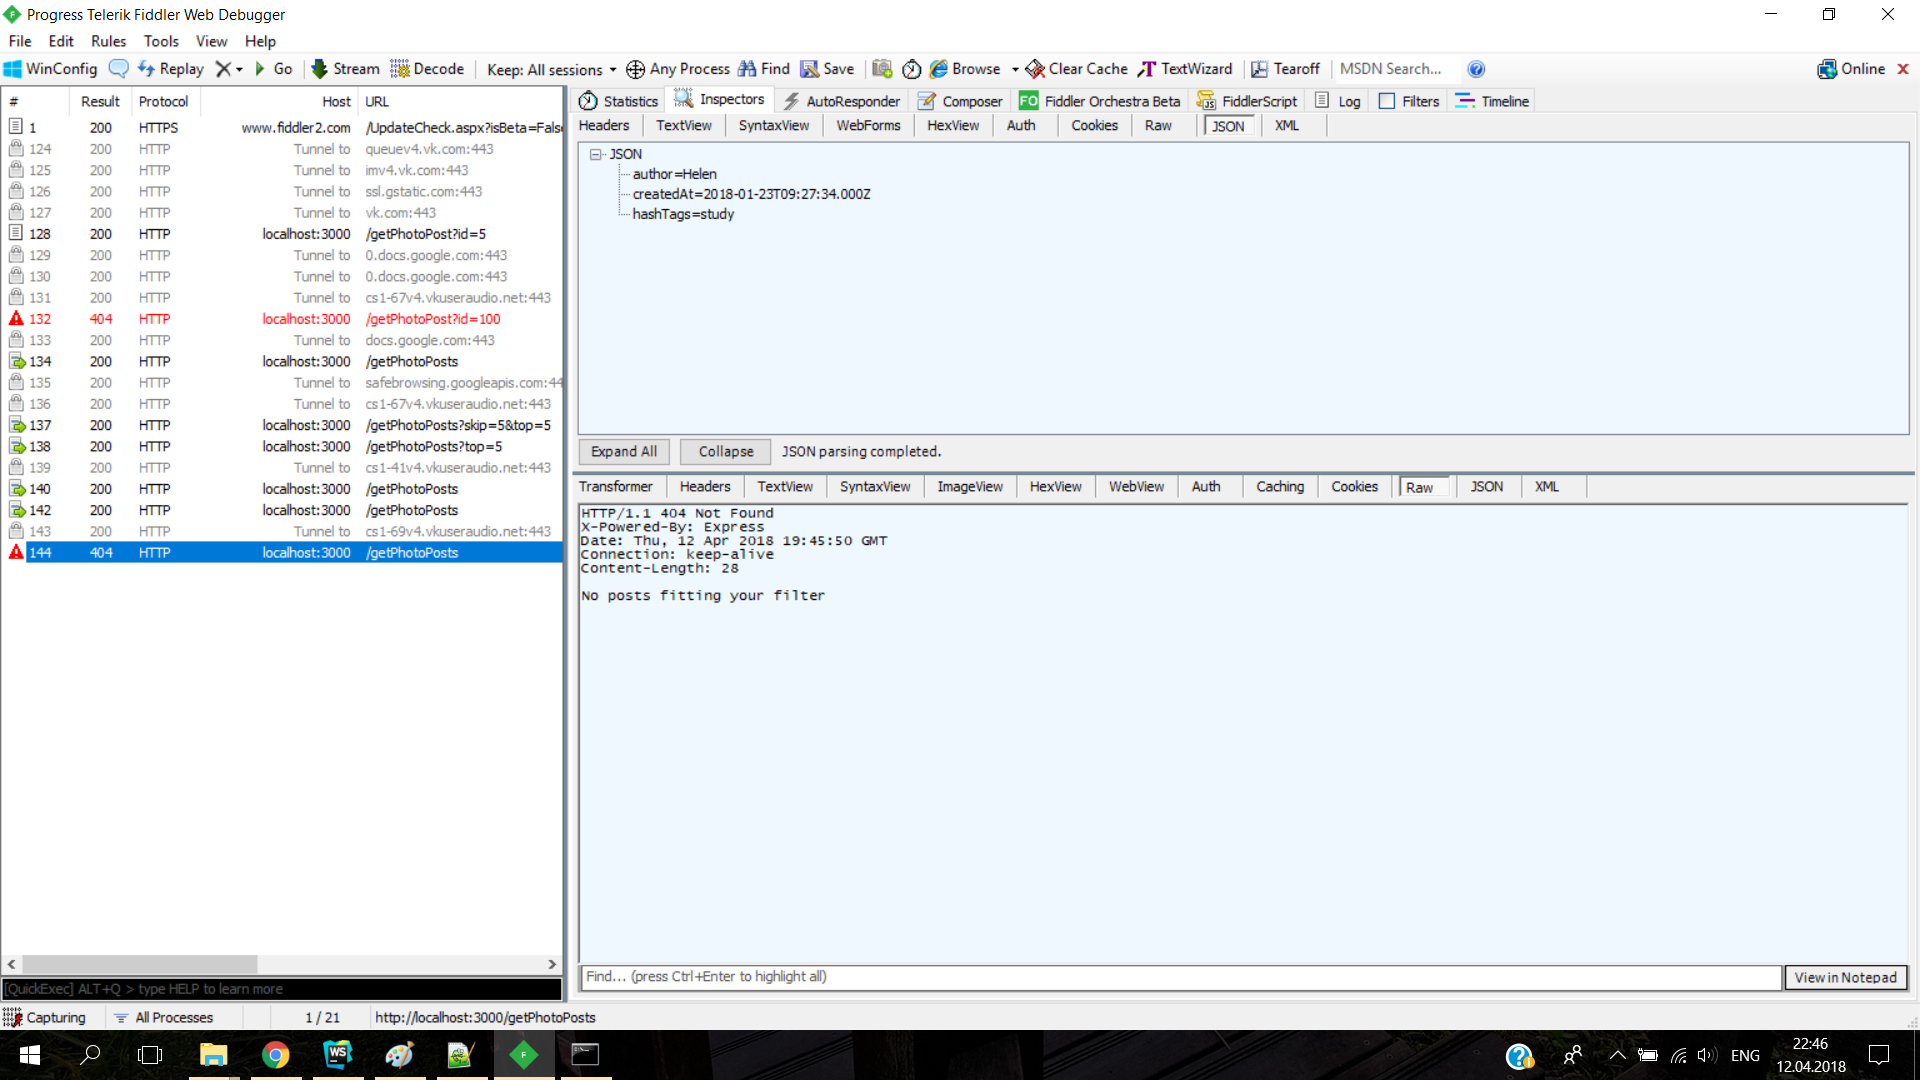 Progress Telerik Fiddler Web Debugger
File Edit Rules Tools View Help
WinConfig Replay Go Stream Decode Keep: All sessions Any Process Find Save Browse Clear Cache TextWizard Tearoff MSDN Search... Online
# Result Protocol Host URL
1 200 HTTPS www.fiddler2.com /UpdateCheck.aspx?isBeta=False
124 200 HTTP Tunnel to queuev4.vk.com:443
125 200 HTTP Tunnel to imv4.vk.com:443
126 200 HTTP Tunnel to ssl.gstatic.com:443
127 200 HTTP Tunnel to vk.com:443
128 200 HTTP localhost:3000 /getPhotoPost?id=5
129 200 HTTP Tunnel to 0.docs.google.com:443
130 200 HTTP Tunnel to 0.docs.google.com:443
131 200 HTTP Tunnel to cs1-67v4.vkuseraudio.net:443
132 404 HTTP localhost:3000 /getPhotoPost?id=100
133 200 HTTP Tunnel to docs.google.com:443
134 200 HTTP localhost:3000 /getPhotoPosts
135 200 HTTP Tunnel to safebrowsing.googleapis.com:44
136 200 HTTP Tunnel to cs1-67v4.vkuseraudio.net:443
137 200 HTTP localhost:3000 /getPhotoPosts?skip=5&top=5
138 200 HTTP localhost:3000 /getPhotoPosts?top=5
139 200 HTTP Tunnel to cs1-41v4.vkuseraudio.net:443
140 200 HTTP localhost:3000 /getPhotoPosts
142 200 HTTP localhost:3000 /getPhotoPosts
143 200 HTTP Tunnel to cs1-69v4.vkuseraudio.net:443
144 404 HTTP localhost:3000 /getPhotoPosts
[QuickExec] ALT+Q > type HELP to learn more
Statistics Inspectors AutoResponder Composer FO Fiddler Orchestra Beta FiddlerScript Log Filters Timeline
Headers TextView SyntaxView WebForms HexView Auth Cookies Raw JSON XML
JSON
author=Helen
createdAt=2018-01-23T09:27:34.000Z
hashTags=study
Expand All Collapse JSON parsing completed.
Transformer Headers TextView SyntaxView ImageView HexView WebView Auth Caching Cookies Raw JSON XML
HTTP/1.1 404 Not Found
X-Powered-By: Express
Date: Thu, 12 Apr 2018 19:45:50 GMT
Connection: keep-alive
Content-Length: 28
No posts fitting your filter
Find... (press Ctrl+Enter to highlight all) View in Notepad
Capturing All Processes 1 / 21 http://localhost:3000/getPhotoPosts
WS F ENG 22:46
12.04.2018